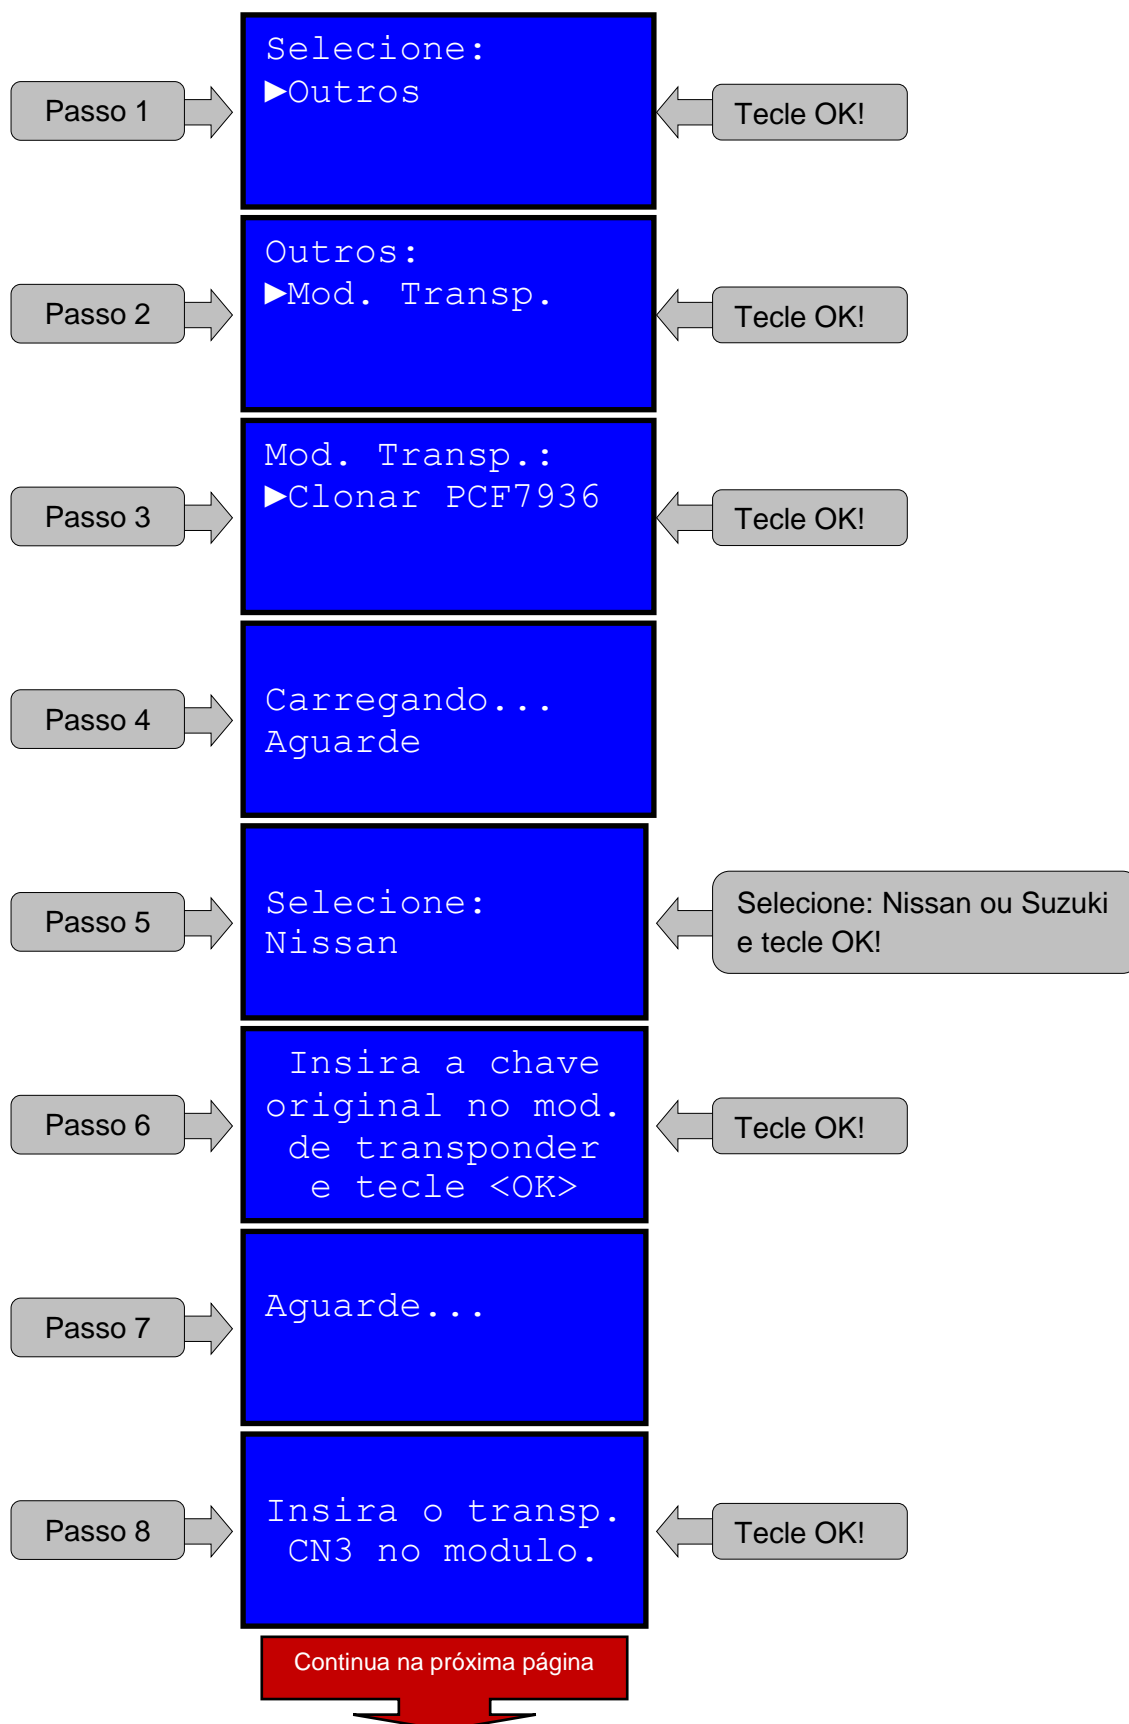 Selecione:
Passo 1
►Outros
Tecle OK!
Outros:
Passo 2
►Mod. Transp.
Tecle OK!
Mod. Transp.:
Passo 3
►Clonar PCF7936
Tecle OK!
Passo 4
Carregando...
Aguarde
Passo 5
Selecione:
Nissan
Selecione: Nissan ou Suzuki
e tecle OK!
Passo 6
Insira a chave
original no mod.
de transponder
e tecle <OK>
Tecle OK!
Passo 7
Aguarde...
Passo 8
Insira o transp.
CN3 no modulo.
Tecle OK!
Continua na próxima página